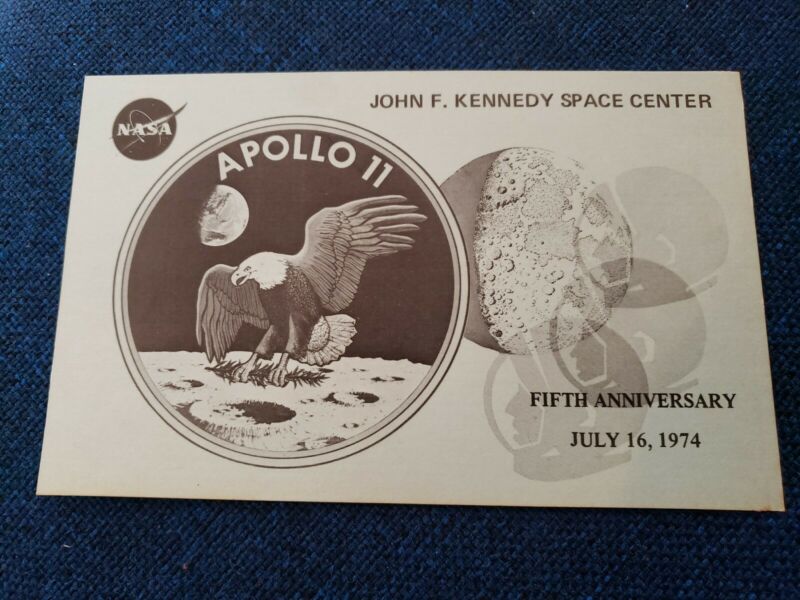 NASA
JOHN F. KENNEDY SPACE CENTER
APOLLO 11
FIFTH ANNIVERSARY
JULY 16, 1974